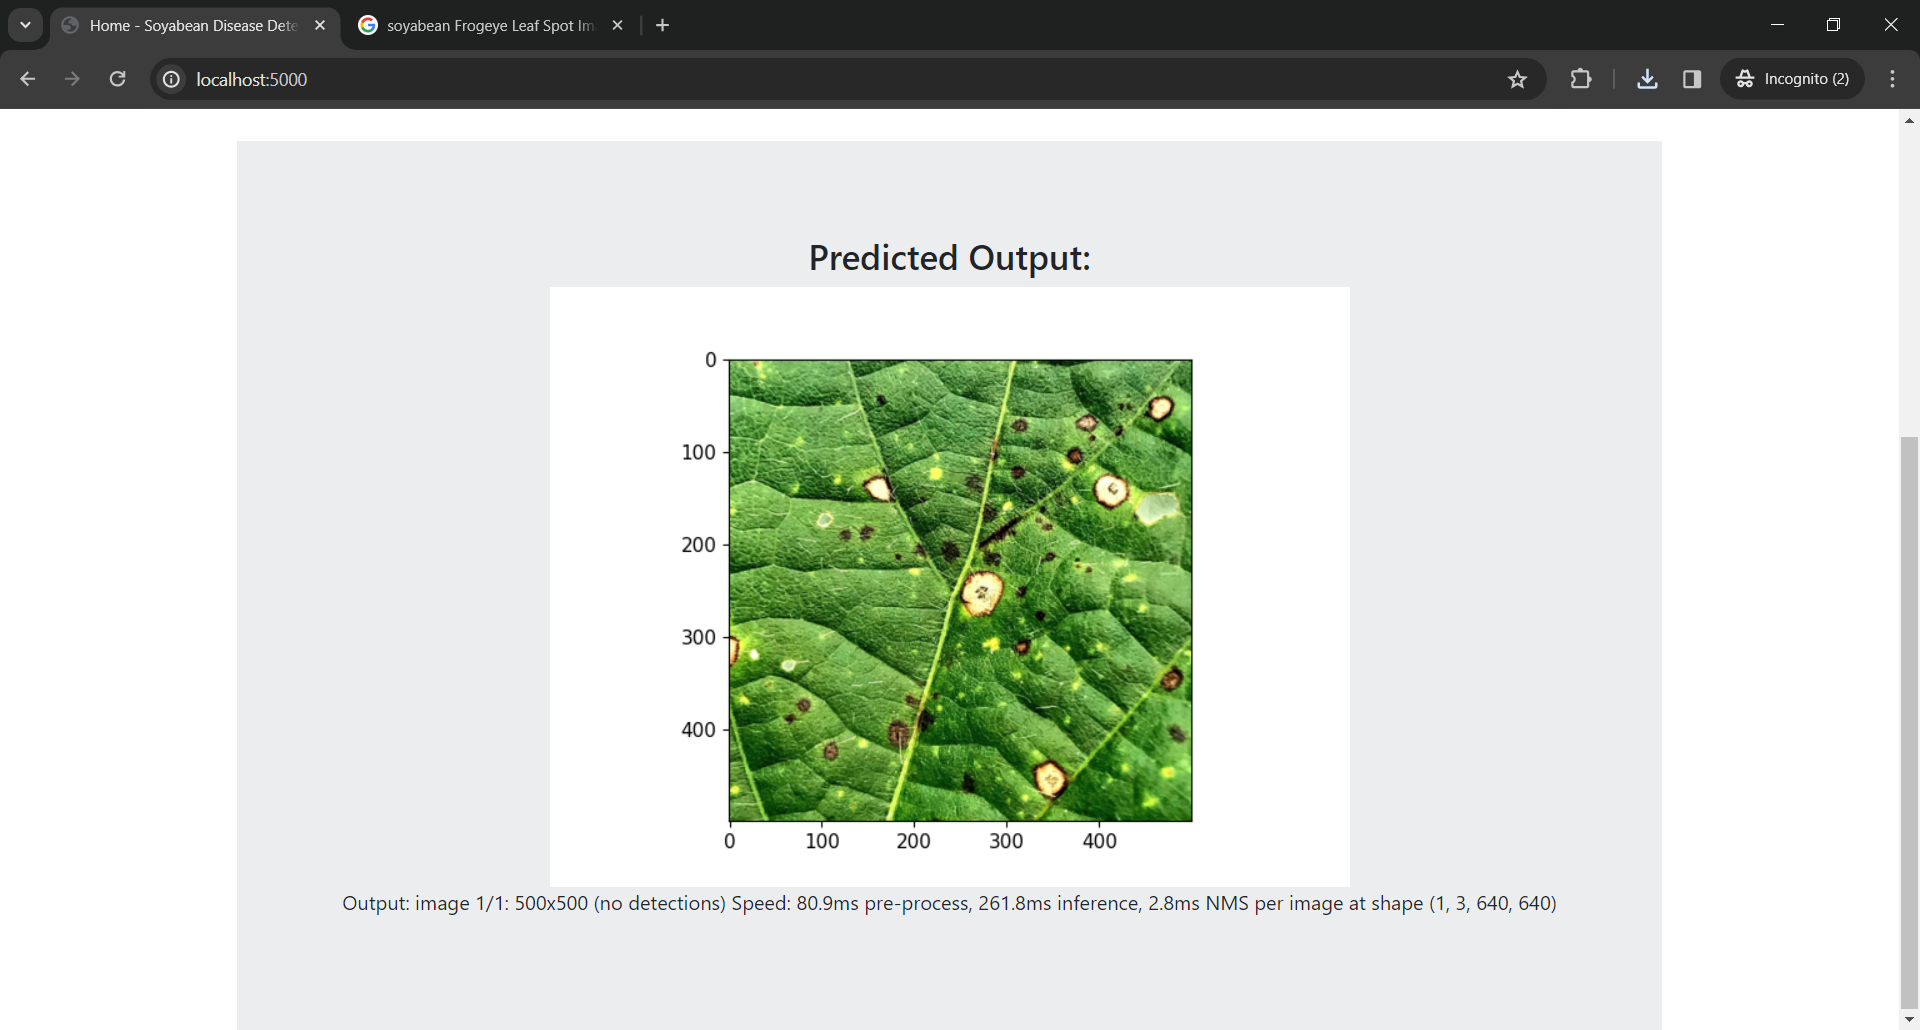 Home - Soyabean Disease Dete
soyabean Frogeye Leaf Spot Im
localhost:5000
Incognito (2)
Predicted Output:
0
100
200
300
400
0 100 200 300 400
Output: image 1/1: 500x500 (no detections) Speed: 80.9ms pre-process, 261.8ms inference, 2.8ms NMS per image at shape (1, 3, 640, 640)